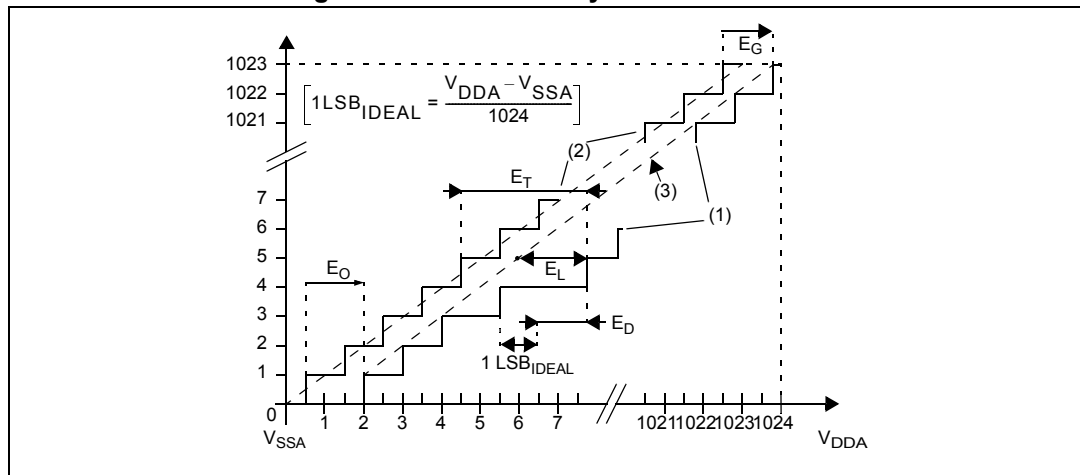 E_G
1023
1022
1021
[1LSB_IDEAL = (V_DDA – V_SSA) / 1024]
(2)
E_T
(3)
7
(1)
6
5
E_L
E_O
4
3
E_D
2
1 LSB_IDEAL
1
0
1 2 3 4 5 6 7 1021 1022 1023 1024
V_SSA
V_DDA